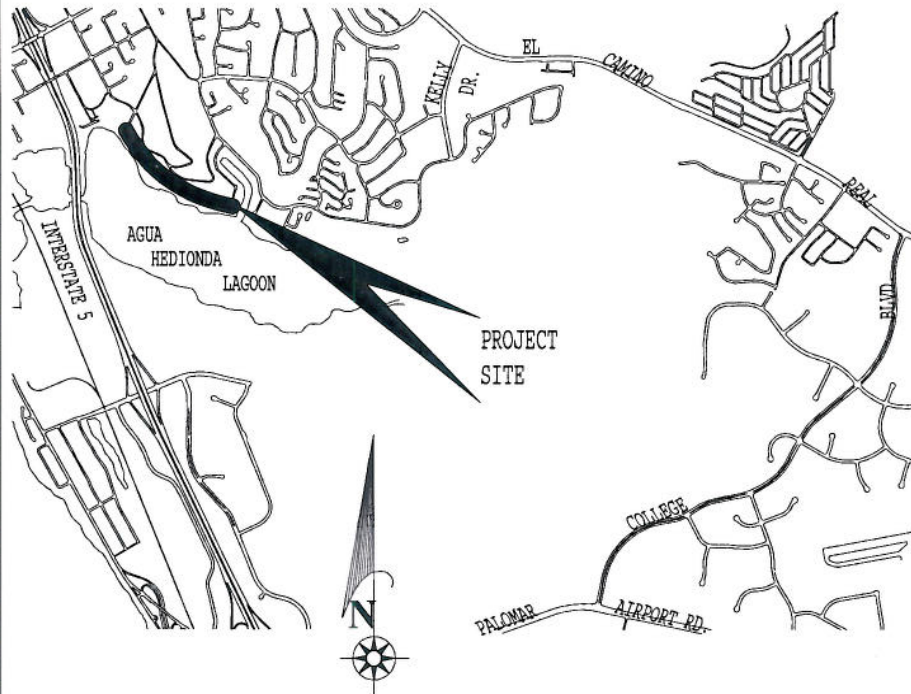 EL
CAMINO
REAL
KELLY
DR.
INTERSTATE 5
AGUA
HEDIONDA
LAGOON
PROJECT
SITE
BLVD.
COLLEGE
PALOMAR
AIRPORT RD.
N